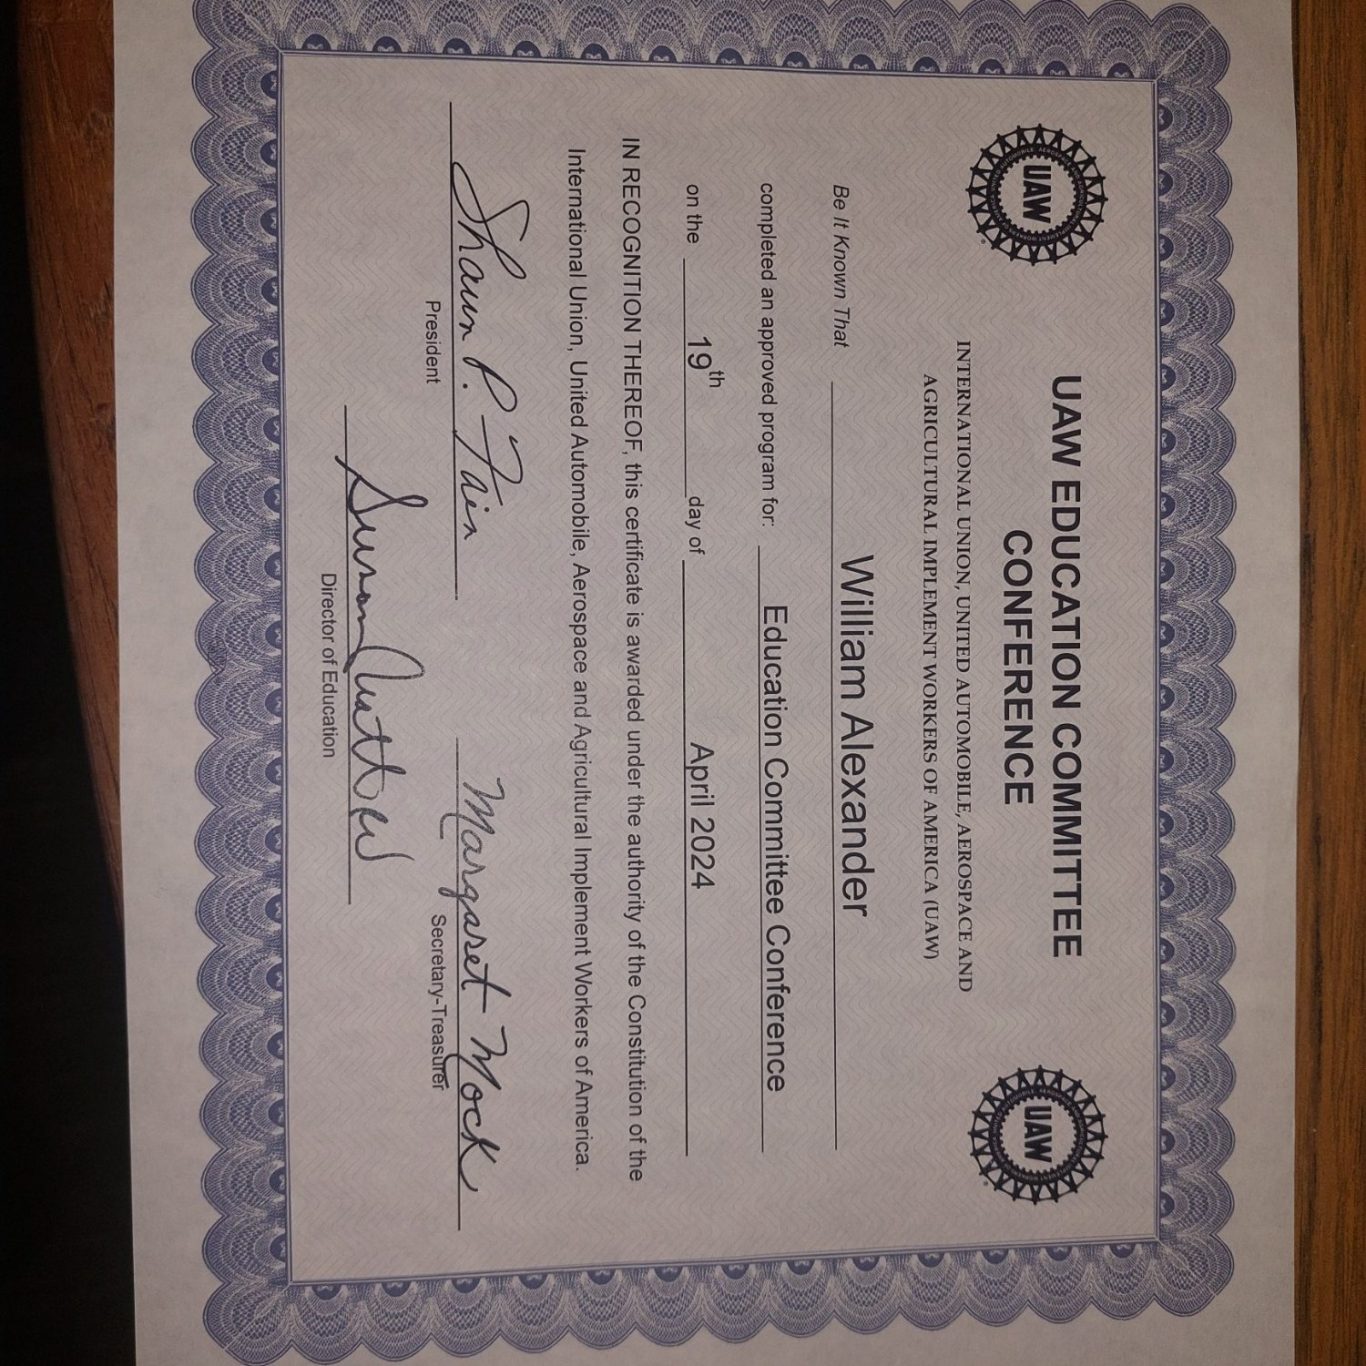 UAW EDUCATION COMMITTEE
CONFERENCE
INTERNATIONAL UNION, UNITED AUTOMOBILE, AEROSPACE AND
AGRICULTURAL IMPLEMENT WORKERS OF AMERICA (UAW)
UAW
UAW
Be It Known That William Alexander
completed an approved program for: Education Committee Conference
on the 19th day of April 2024
IN RECOGNITION THEREOF, this certificate is awarded under the authority of the Constitution of the
International Union, United Automobile, Aerospace and Agricultural Implement Workers of America.
Shawn P. Fain
President
Margaret Mock
Secretary-Treasurer
Director of Education